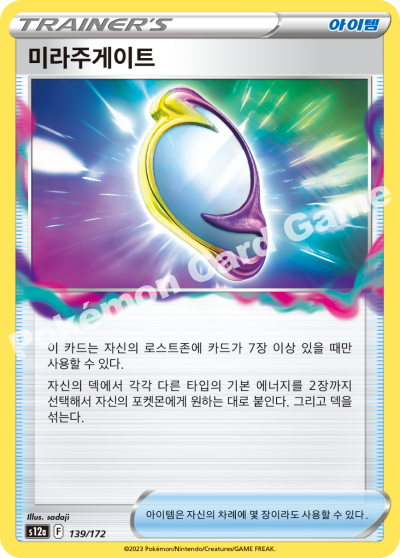 TRAINER'S
아이템
미라주게이트
Pokémon Card Game
이 카드는 자신의 로스트존에 카드가 7장 이상 있을 때만
사용할 수 있다.
자신의 덱에서 각각 다른 타입의 기본 에너지를 2장까지
선택해서 자신의 포켓몬에게 원하는 대로 붙인다. 그리고 덱을
섞는다.
Illus. sadaji
s12a F 139/172
아이템은 자신의 차례에 몇 장이라도 사용할 수 있다.
©2023 Pokémon/Nintendo/Creatures/GAME FREAK.